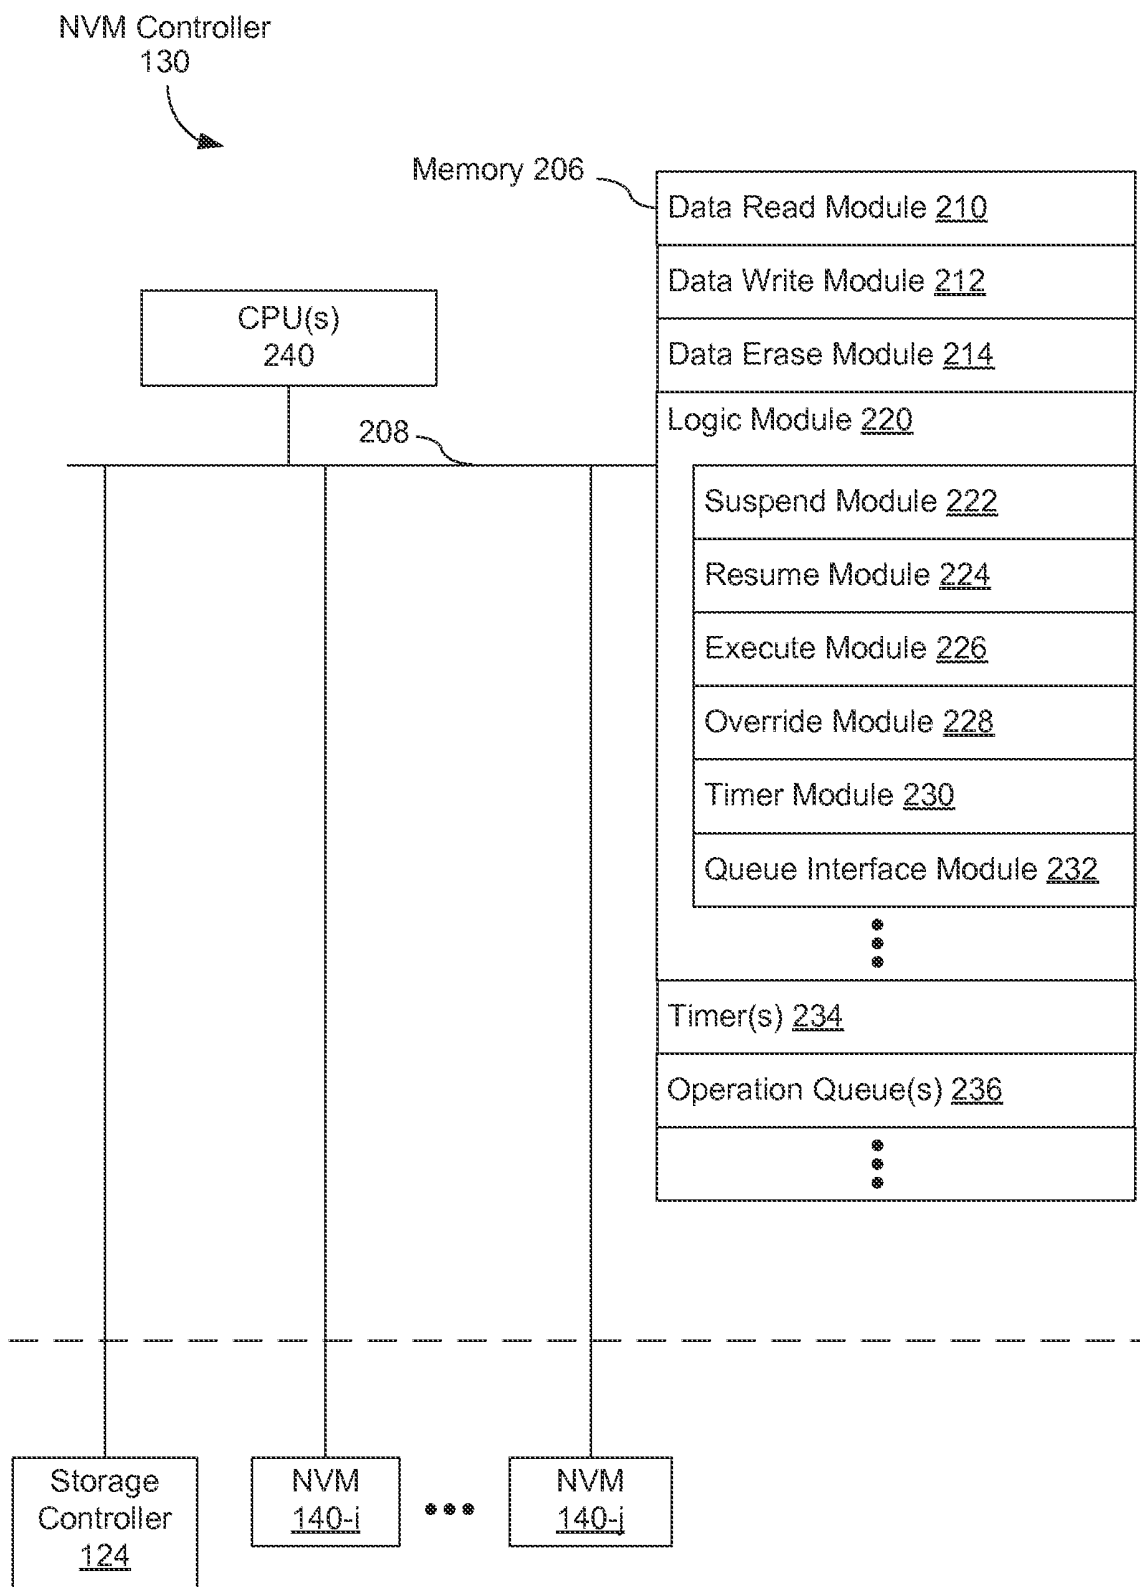 NVM Controller
130
Memory 206
Data Read Module 210
Data Write Module 212
Data Erase Module 214
Logic Module 220
Suspend Module 222
Resume Module 224
Execute Module 226
Override Module 228
Timer Module 230
Queue Interface Module 232
Timer(s) 234
Operation Queue(s) 236
CPU(s)
240
208
Storage
Controller
124
NVM
140-i
NVM
140-j